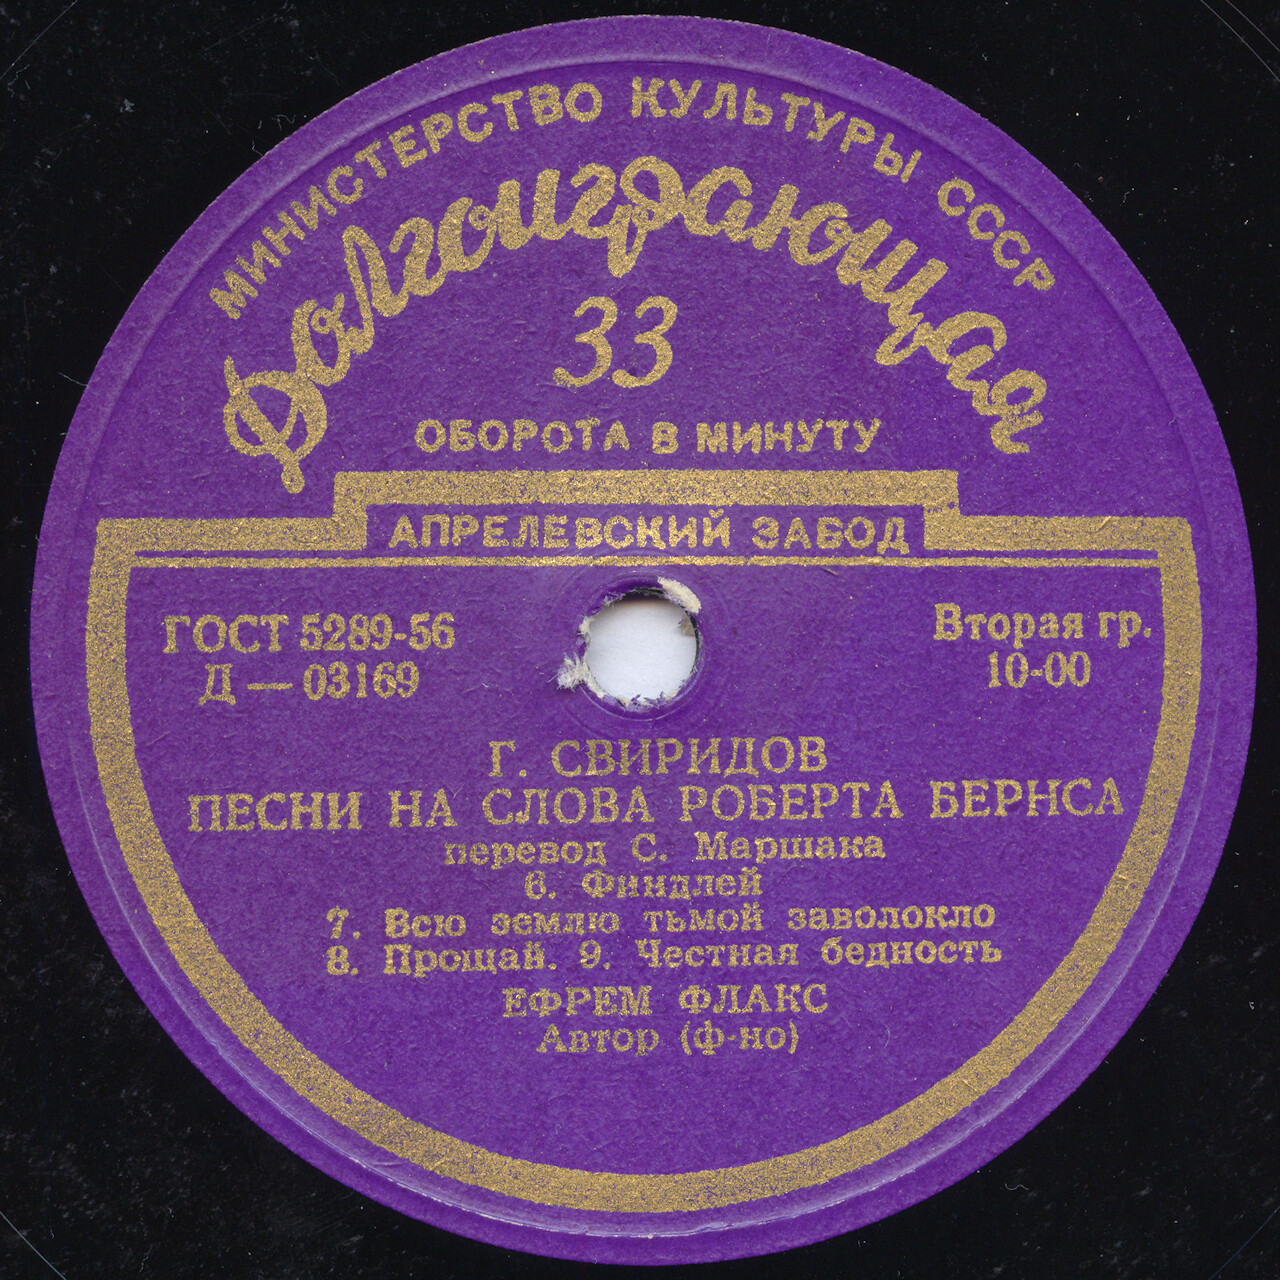 МИНИСТЕРСТВО КУЛЬТУРЫ СССР
Долгоиграющая
33
ОБОРОТА В МИНУТУ
АПРЕЛЕВСКИЙ ЗАВОД
ГОСТ 5289-56
Д — 03169
Вторая гр.
10-00
Г. СВИРИДОВ
ПЕСНИ НА СЛОВА РОБЕРТА БЕРНСА
перевод С. Маршака
6. Финдлей
7. Всю землю тьмой заволокло
8. Прощай. 9. Честная бедность
ЕФРЕМ ФЛАКС
Автор (ф-но)